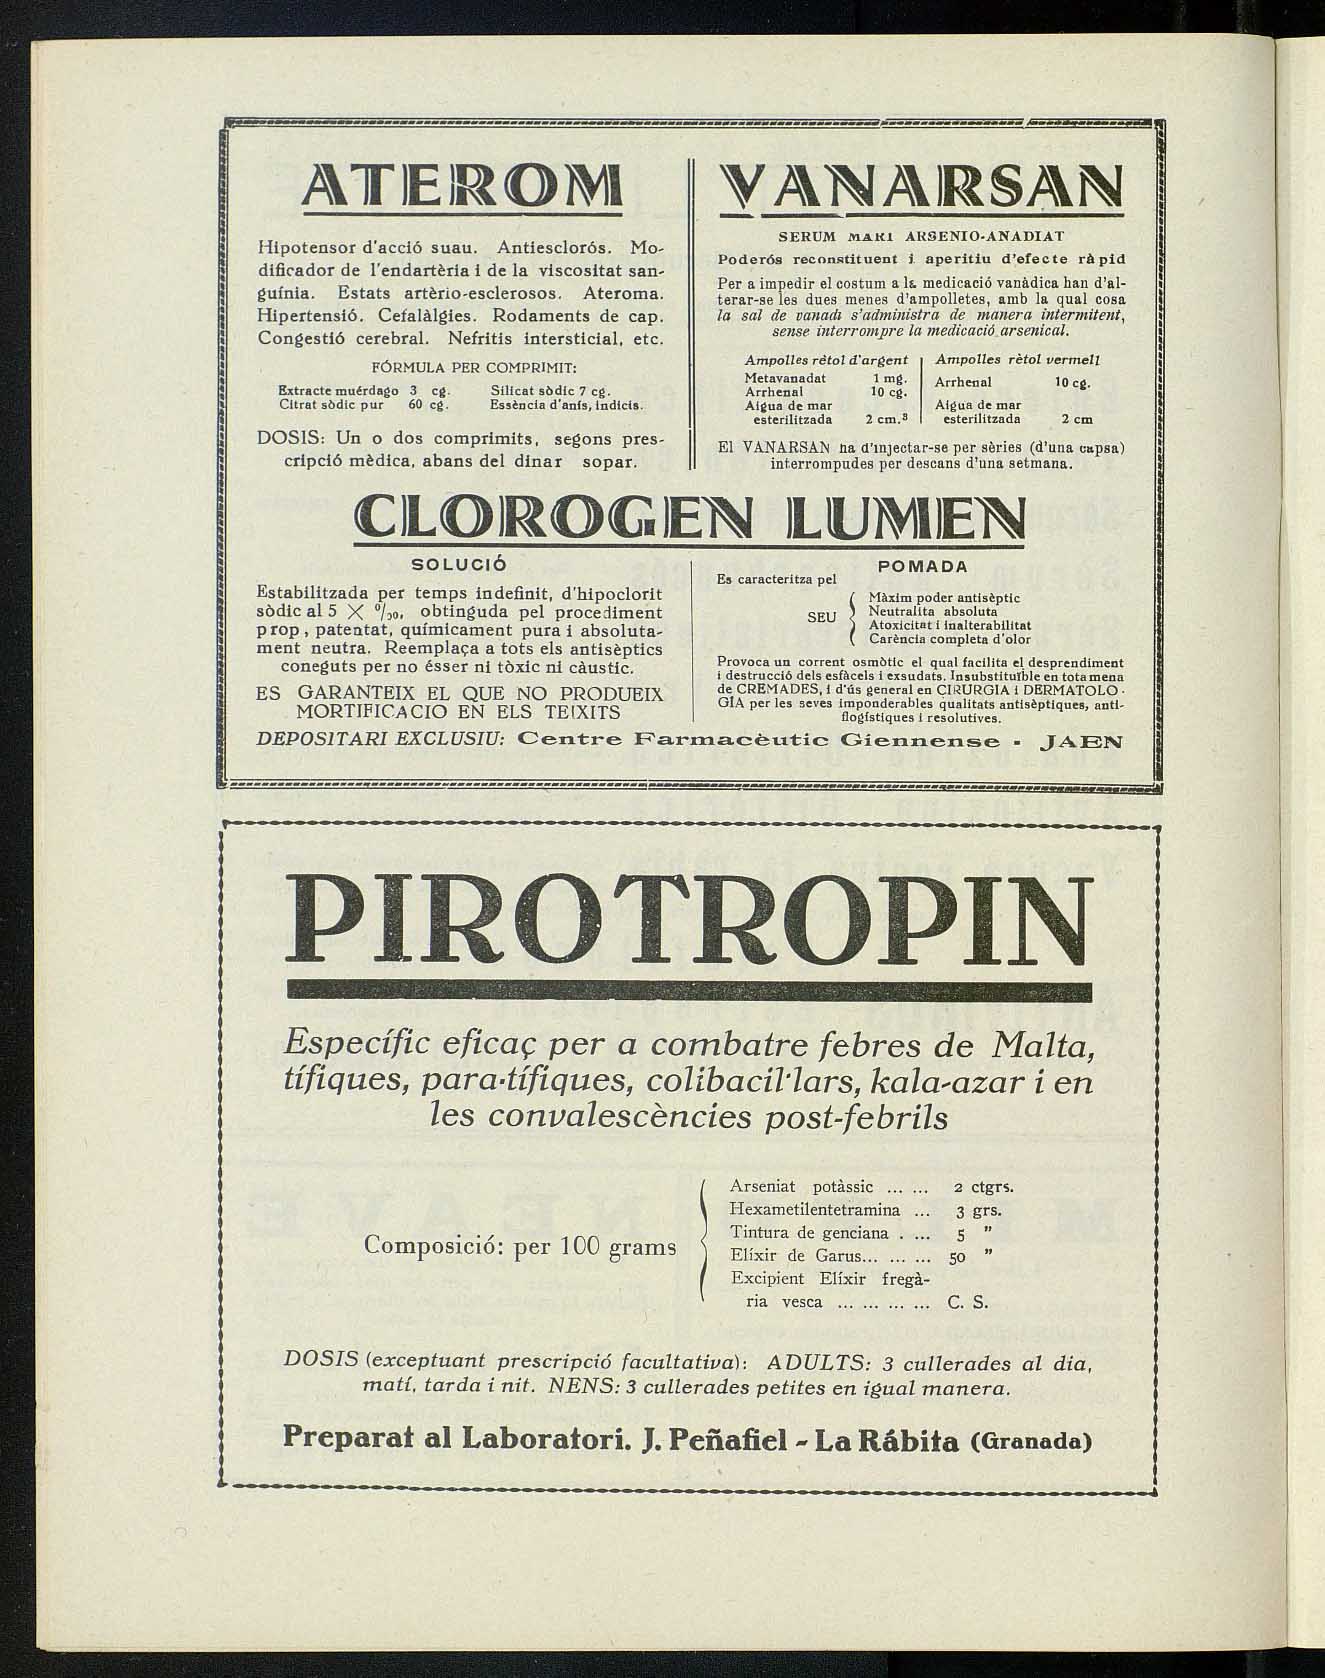 ATEROM
Hipotensor d'acció suau. Antiesclorós. Mo-
dificador de l'endartèria i de la viscositat san-
guínia. Estats artèrio-esclerosos. Ateroma.
Hipertensió. Cefalàlgies. Rodaments de cap.
Congestió cerebral. Nefritis intersticial, etc.
FÓRMULA PER COMPRIMIT:
Extracte muérdago 3 cg. Silicat sòdic 7 cg.
Citrat sòdic pur 60 cg. Essència d'anís, indicis.
DOSIS: Un o dos comprimits, segons pres-
cripció mèdica, abans del dinar sopar.
VANARSAN
SERUM MARI ARSENIO-ANADIAT
Poderós reconstituent i aperitiu d'efecte ràpid
Per a impedir el costum a la medicació vanàdica han d'al-
terar-se les dues menes d'ampolletes, amb la qual cosa
la sal de vanadi s'administra de manera intermitent,
sense interrompre la medicació arsenical.
Ampolles rètol d'argent
Metavanadat 1 mg.
Arrhenal 10 cg.
Aigua de mar
esterilitzada 2 cm.³
Ampolles rètol vermell
Arrhenal 10 cg.
Aigua de mar
esterilitzada 2 cm
El VANARSAN ha d'injectar-se per sèries (d'una capsa)
interrompudes per descans d'una setmana.
CLOROGEN LUMEN
SOLUCIÓ
Estabilitzada per temps indefinit, d'hipoclorit
sòdic al 5 X º/₀₀, obtinguda pel procediment
prop, patentat, químicament pura i absoluta-
ment neutra. Reemplaça a tots els antisèptics
coneguts per no ésser ni tòxic ni càustic.
ES GARANTEIX EL QUE NO PRODUEIX
MORTIFICACIO EN ELS TEIXITS
POMADA
Es caracteritza pel
SEU
Màxim poder antisèptic
Neutralita absoluta
Atoxicitat i inalterabilitat
Carència completa d'olor
Provoca un corrent osmòtic el qual facilita el desprendiment
i destrucció dels esfàcels i exsudats. Insubstituïble en tota mena
de CREMADES, i d'ús general en CIRURGIA i DERMATOLO-
GIA per les seves imponderables qualitats antisèptiques, anti-
flogístiques i resolutives.
DEPOSITARI EXCLUSIU: Centre Farmacèutic Giennense - JAEN
PIROTROPIN
Específic eficaç per a combatre febres de Malta,
tífiques, para-tífiques, colibacil·lars, kala-azar i en
les convalescències post-febrils
Composició: per 100 grams
Arseniat potàssic ... ... 2 ctgrs.
Hexametilentetramina ... 3 grs.
Tintura de genciana . ... 5 "
Elíxir de Garus... ... ... 50 "
Excipient Elíxir fregà-
ria vesca ... ... ... ... C. S.
DOSIS (exceptuant prescripció facultativa): ADULTS: 3 cullerades al dia,
matí, tarda i nit. NENS: 3 cullerades petites en igual manera.
Preparat al Laboratori. J. Peñafiel - La Rábita (Granada)